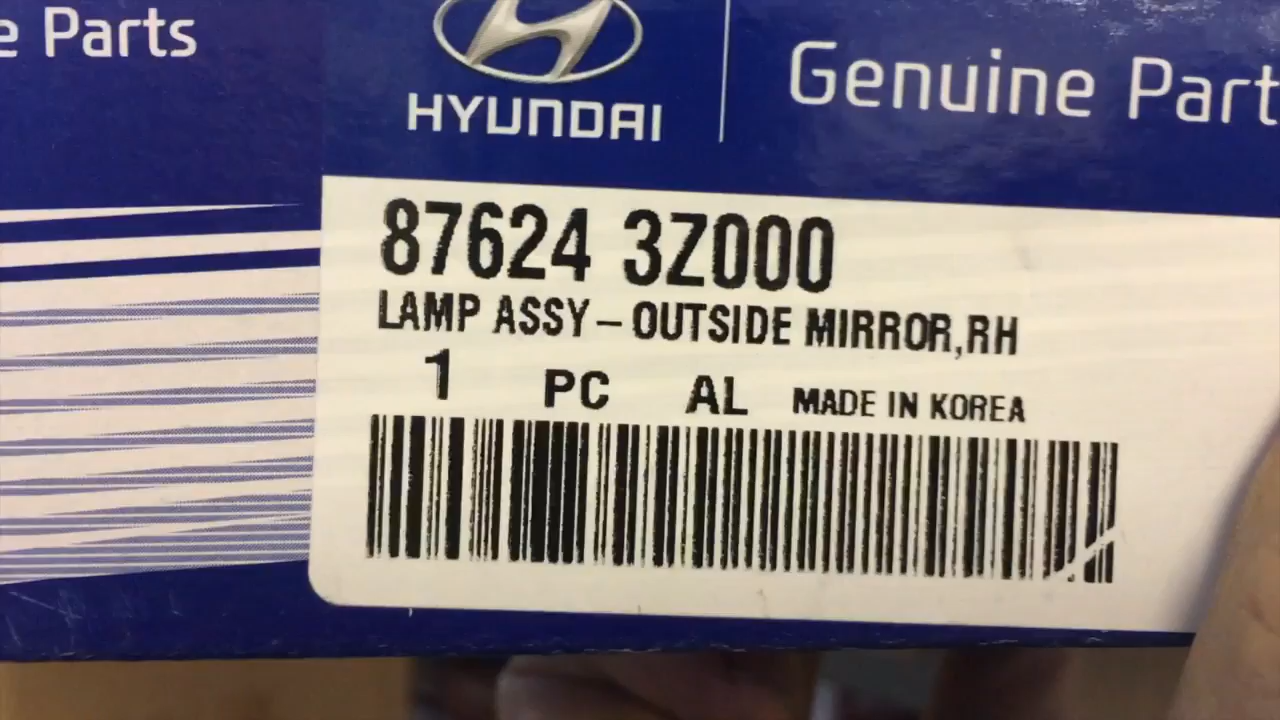 e Parts
HYUNDAI
Genuine Part
87624 3Z000
LAMP ASSY-OUTSIDE MIRROR,RH
1 PC AL MADE IN KOREA